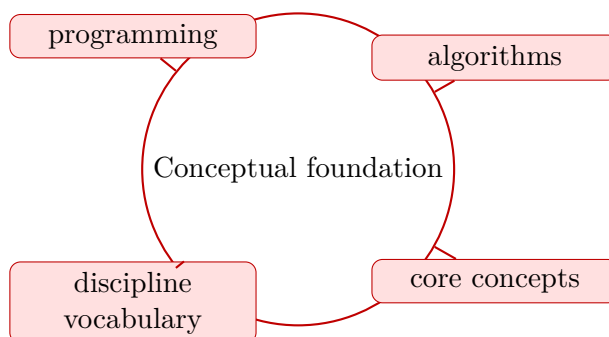 programming
algorithms
Conceptual foundation
discipline
vocabulary
core concepts